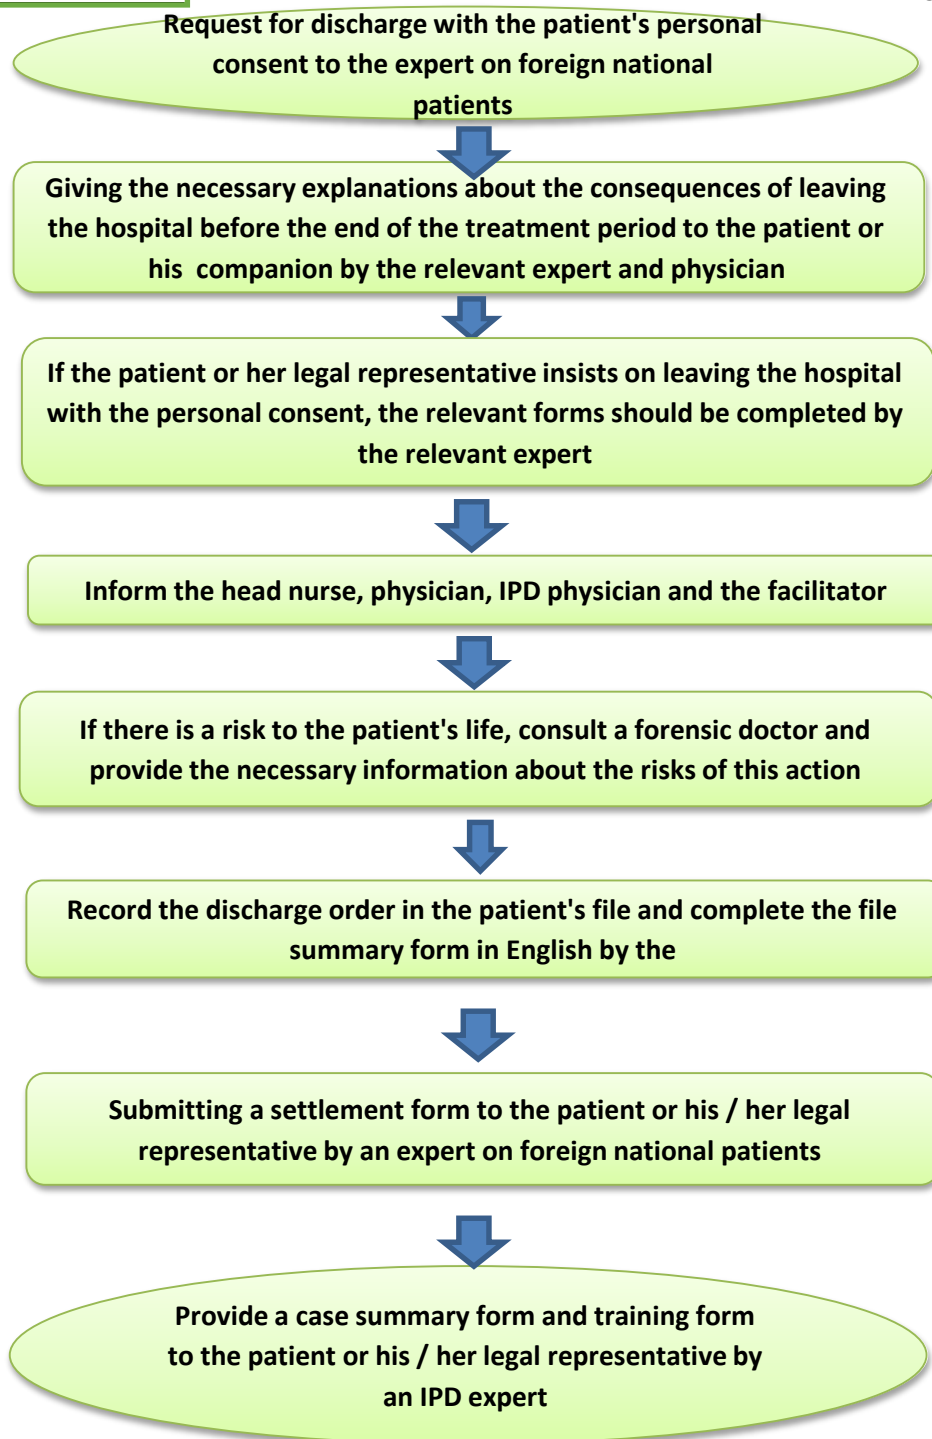 Request for discharge with the patient's personal
consent to the expert on foreign national
patients
Giving the necessary explanations about the consequences of leaving
the hospital before the end of the treatment period to the patient or
his companion by the relevant expert and physician
If the patient or her legal representative insists on leaving the hospital
with the personal consent, the relevant forms should be completed by
the relevant expert
Inform the head nurse, physician, IPD physician and the facilitator
If there is a risk to the patient's life, consult a forensic doctor and
provide the necessary information about the risks of this action
Record the discharge order in the patient's file and complete the file
summary form in English by the
Submitting a settlement form to the patient or his / her legal
representative by an expert on foreign national patients
Provide a case summary form and training form
to the patient or his / her legal representative by
an IPD expert